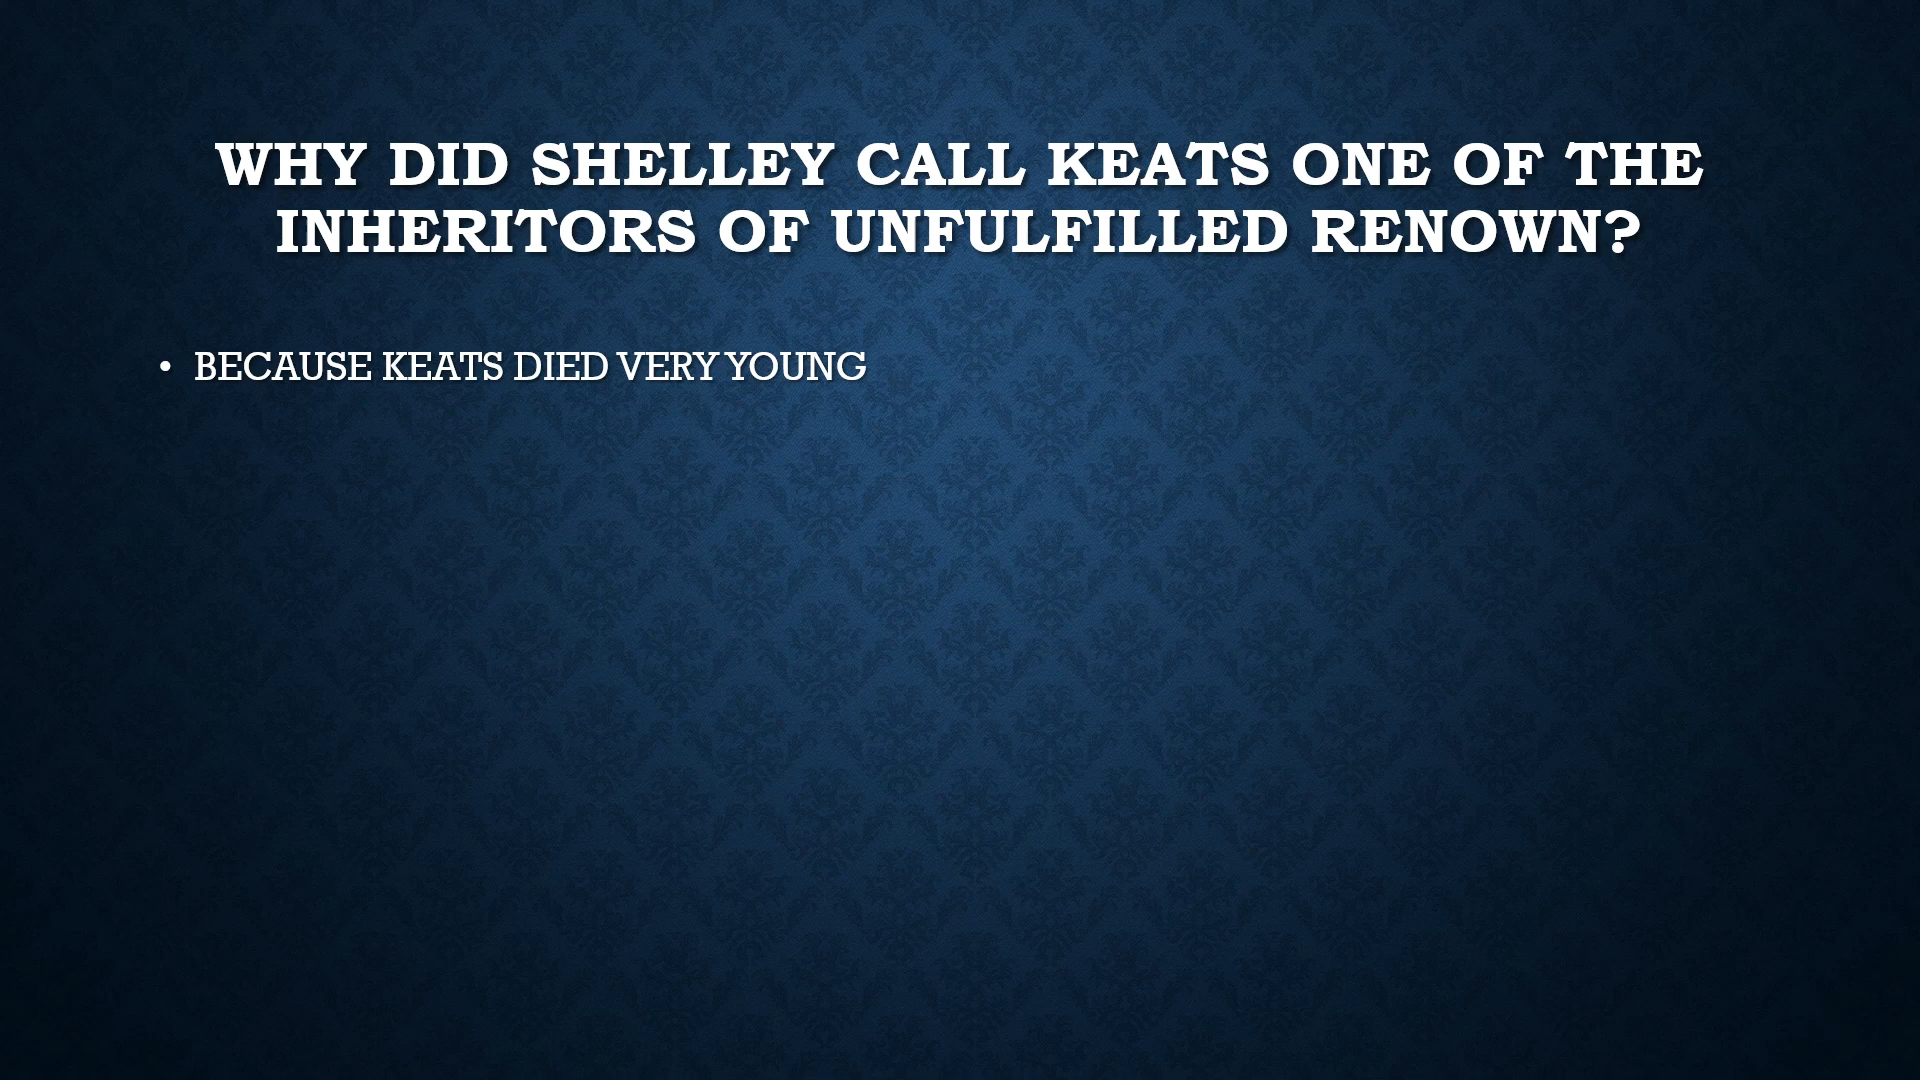 WHY DID SHELLEY CALL KEATS ONE OF THE
INHERITORS OF UNFULFILLED RENOWN?
• BECAUSE KEATS DIED VERY YOUNG